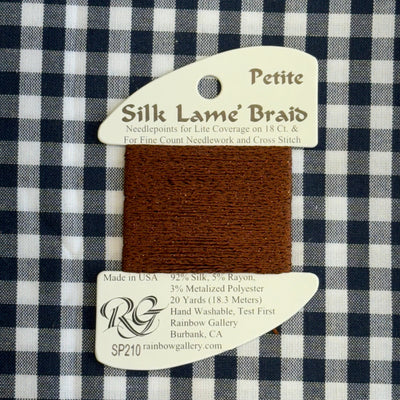 Petite
Silk Lame' Braid
Needlepoints for Lite Coverage on 18 Ct. &
For Fine Count Needlework and Cross Stitch
Made in USA
92% Silk, 5% Rayon,
3% Metalized Polyester
20 Yards (18.3 Meters)
Hand Washable, Test First
Rainbow Gallery
Burbank, CA
rainbowgallery.com
RG
SP210